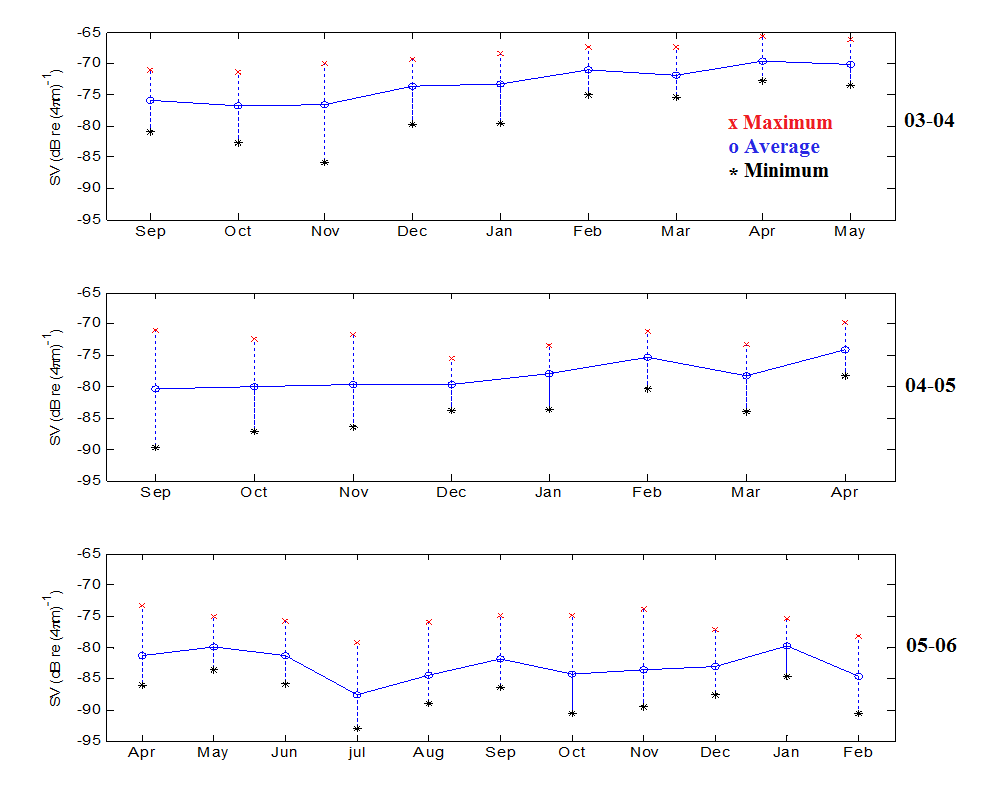 -65
-70
-75
-80
-85
-90
-95
SV (dB re (4πm)⁻¹)
Sep Oct Nov Dec Jan Feb Mar Apr May
x Maximum
o Average
* Minimum
03-04
-65
-70
-75
-80
-85
-90
-95
SV (dB re (4πm)⁻¹)
Sep Oct Nov Dec Jan Feb Mar Apr
04-05
-65
-70
-75
-80
-85
-90
-95
SV (dB re (4πm)⁻¹)
Apr May Jun jul Aug Sep Oct Nov Dec Jan Feb
05-06